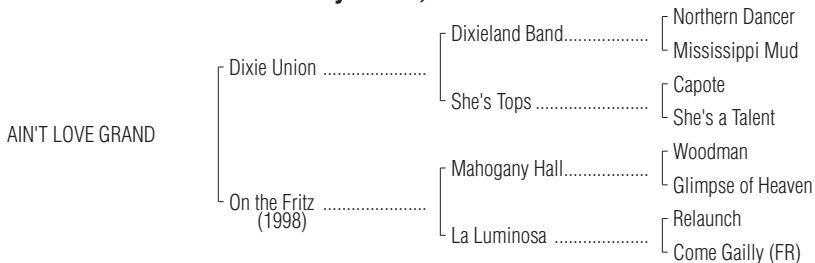 Northern Dancer
Dixieland Band..................
Mississippi Mud
Dixie Union ......................
Capote
She's Tops ........................
She's a Talent
AIN'T LOVE GRAND
Woodman
Mahogany Hall..................
Glimpse of Heaven
On the Fritz ......................
(1998)
Relaunch
La Luminosa ....................
Come Gailly (FR)